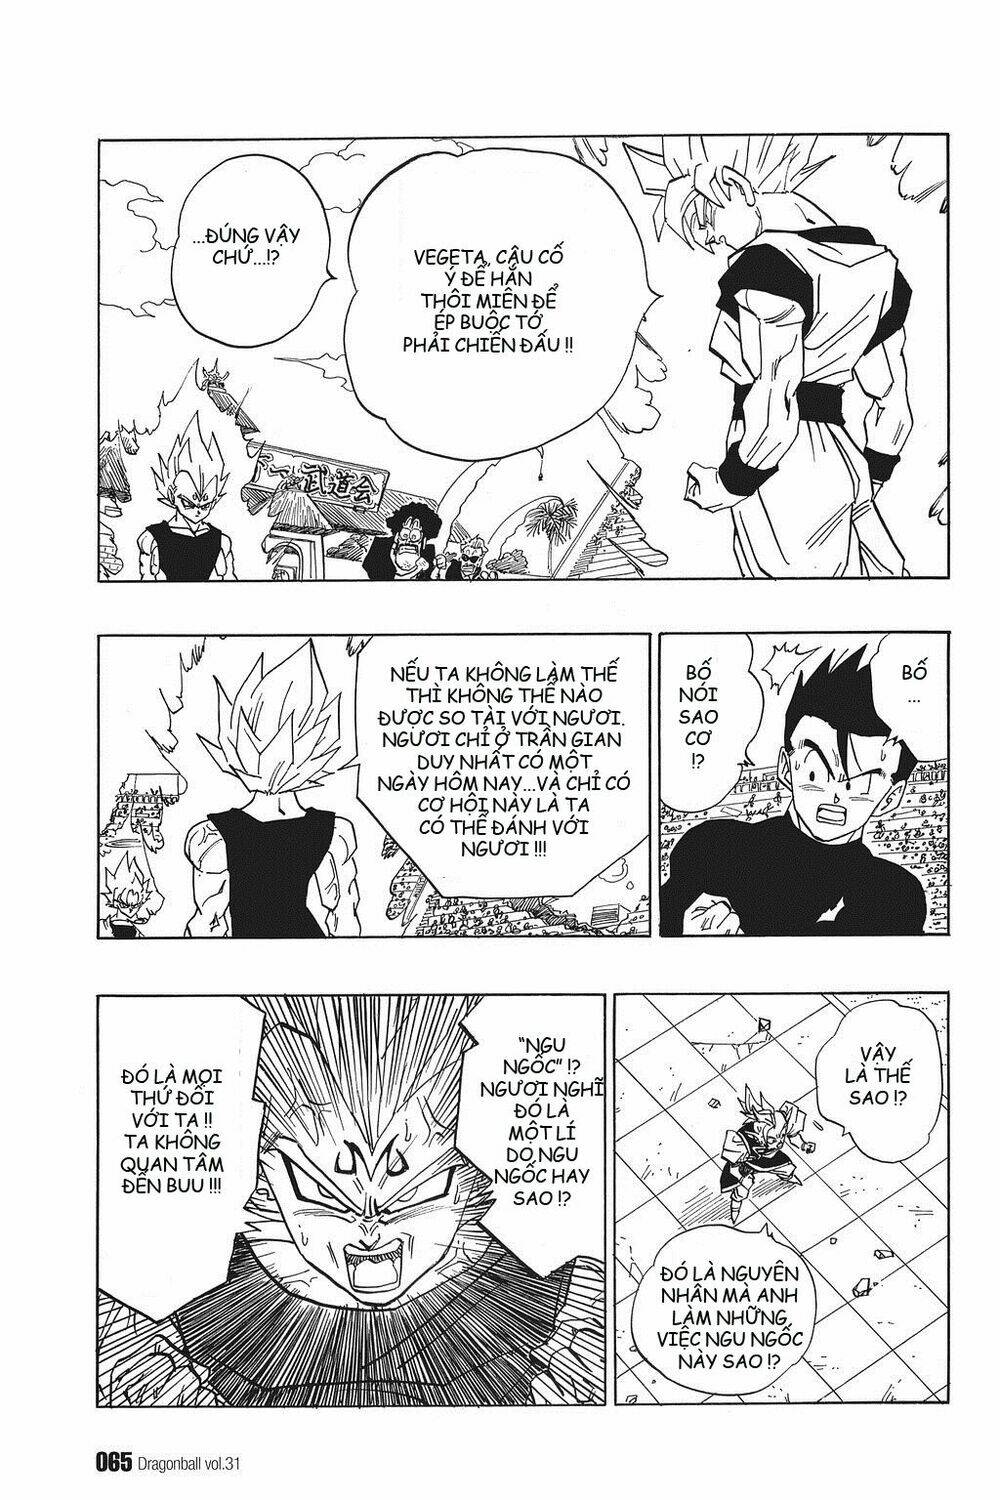 VEGETA, CẬU CỐ
Ý ĐỂ HẮN
THÔI MIÊN ĐỂ
ÉP BUỘC TỚ
PHẢI CHIẾN ĐẤU !!
...ĐÚNG VẬY
CHỨ...!?
下一武道会
BỐ
...
BỐ
NÓI
SAO
CƠ
!?
NẾU TA KHÔNG LÀM THẾ
THÌ KHÔNG THỂ NÀO
ĐƯỢC SO TÀI VỚI NGƯƠI.
NGƯƠI CHỈ Ở TRẦN GIAN
DUY NHẤT CÓ MỘT
NGÀY HÔM NAY...VÀ CHỈ CÓ
CƠ HỘI NÀY LÀ TA
CÓ THỂ ĐÁNH VỚI
NGƯƠI !!!
VẬY
LÀ THẾ
SAO !?
ĐÓ LÀ NGUYÊN
NHÂN MÀ ANH
LÀM NHỮNG
VIỆC NGU NGỐC
NÀY SAO !?
“NGU
NGỐC” !?
NGƯƠI NGHĨ
ĐÓ LÀ
MỘT LÍ
DO NGU
NGỐC HAY
SAO !?
ĐÓ LÀ MỌI
THỨ ĐỐI
VỚI TA !!
TA KHÔNG
QUAN TÂM
ĐẾN BUU !!!
065 Dragonball vol.31